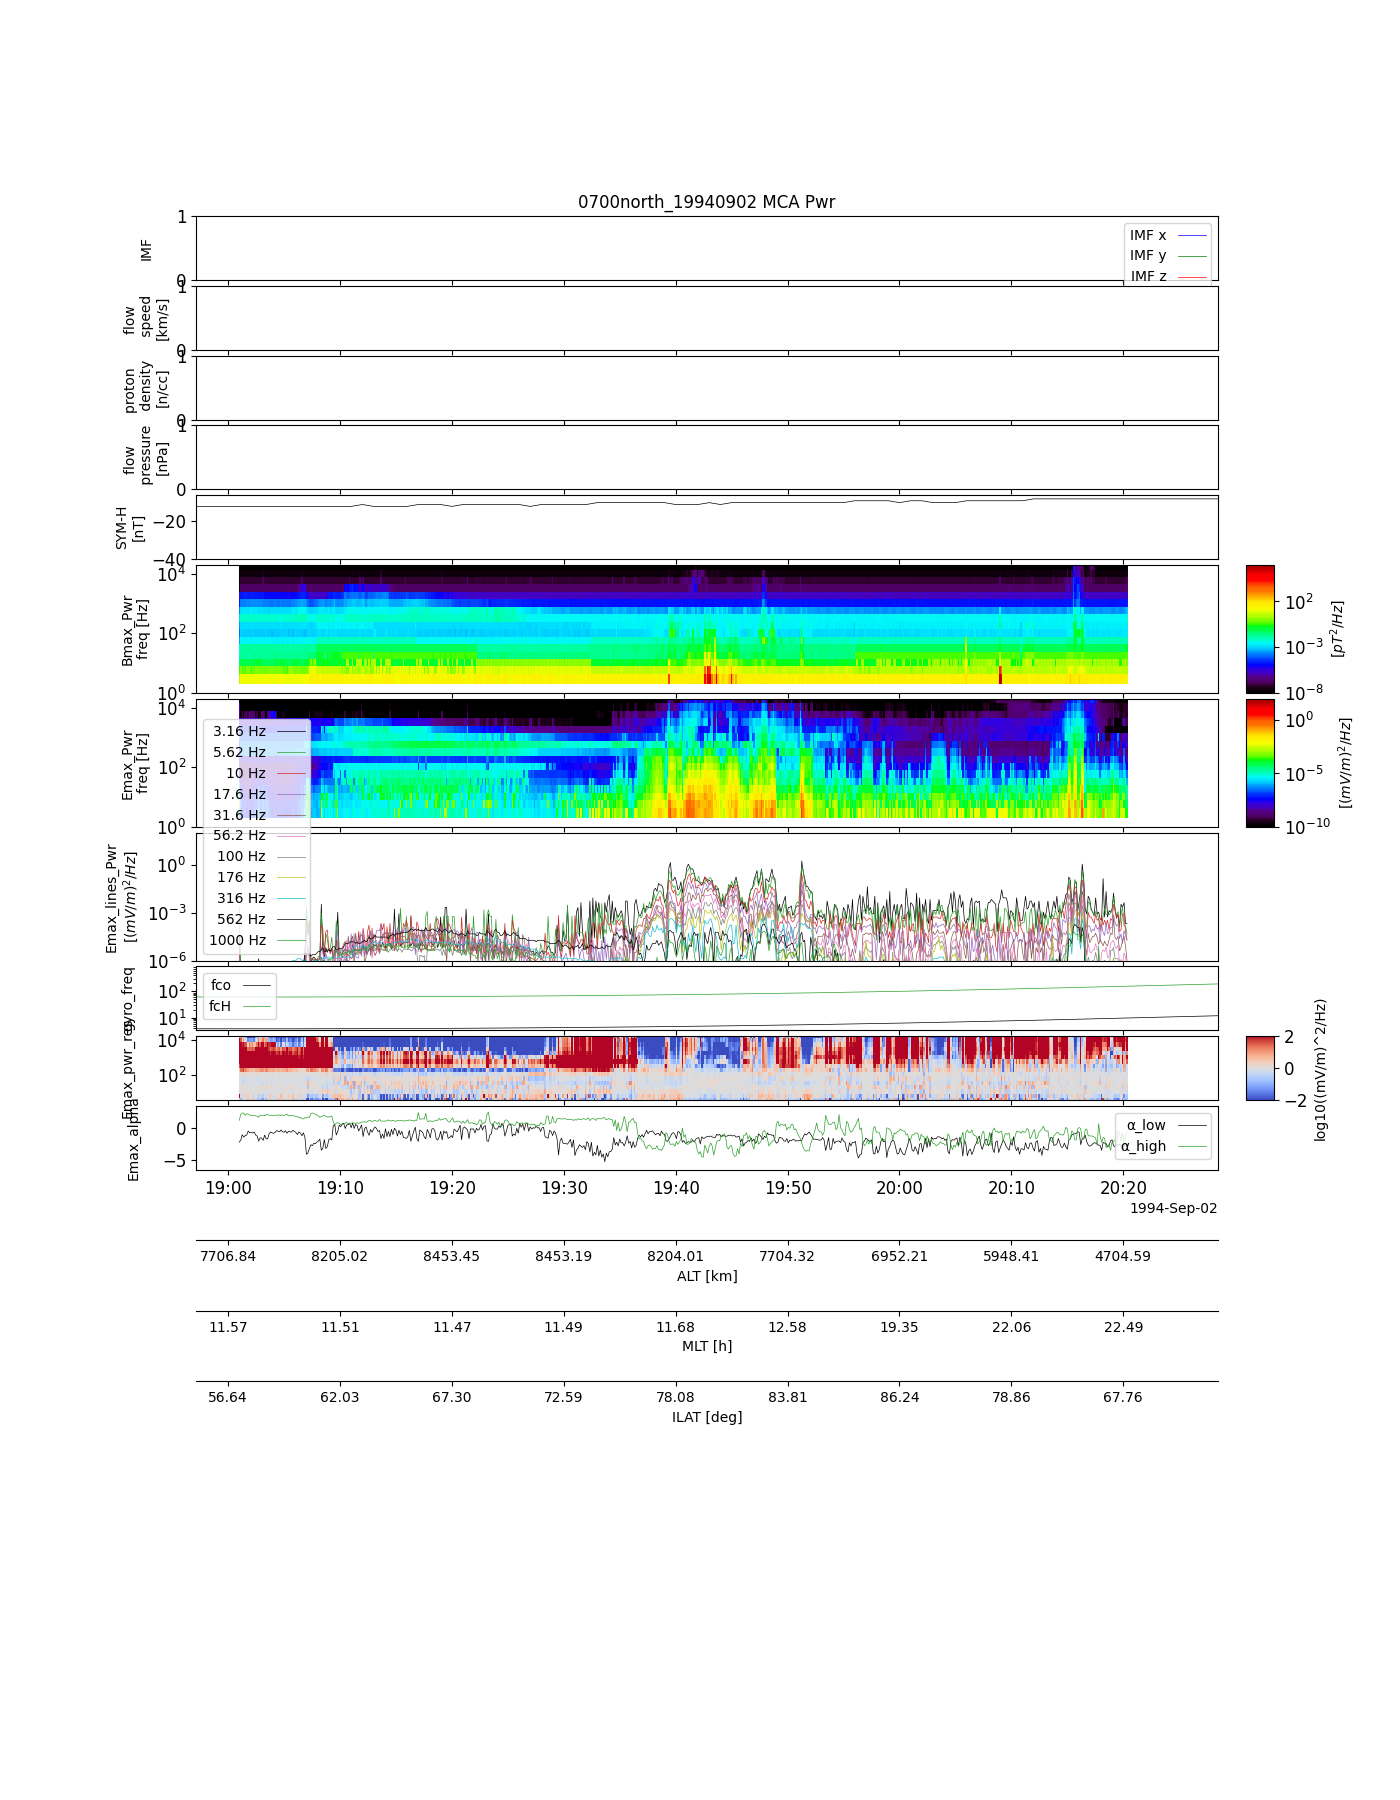 0700north_19940902 MCA Pwr
1
0
IMF
IMF x
IMF y
IMF z
1
0
flow
speed
[km/s]
1
0
proton
density
[n/cc]
1
0
flow
pressure
[nPa]
−20
−40
SYM-H
[nT]
10^4
10^2
10^0
Bmax_Pwr
freq [Hz]
10^2
10^−3
10^−8
[pT^2/Hz]
10^4
10^2
10^0
Emax_Pwr
freq [Hz]
10^0
10^−5
10^−10
[(mV/m)^2/Hz]
3.16 Hz
5.62 Hz
10 Hz
17.6 Hz
31.6 Hz
56.2 Hz
100 Hz
176 Hz
316 Hz
562 Hz
1000 Hz
10^0
10^−3
10^−6
Emax_lines_Pwr
[(mV/m)^2/Hz]
10^2
10^1
gyro_freq
fco
fcH
10^4
10^2
Emax_pwr_reg
2
0
−2
log10((mV/m)^2/Hz)
0
−5
Emax_alpha
α_low
α_high
19:00 19:10 19:20 19:30 19:40 19:50 20:00 20:10 20:20
1994-Sep-02
7706.84 8205.02 8453.45 8453.19 8204.01 7704.32 6952.21 5948.41 4704.59
ALT [km]
11.57 11.51 11.47 11.49 11.68 12.58 19.35 22.06 22.49
MLT [h]
56.64 62.03 67.30 72.59 78.08 83.81 86.24 78.86 67.76
ILAT [deg]